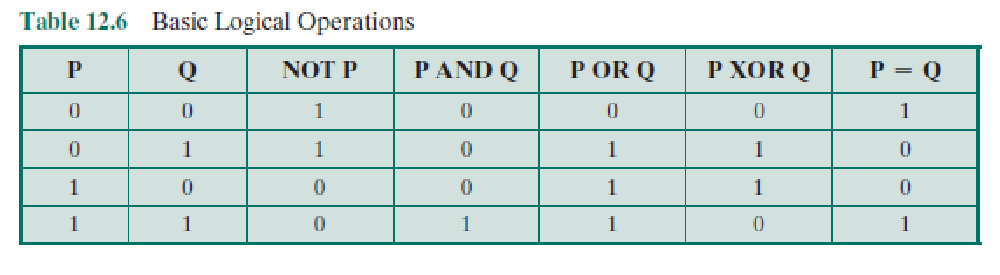 Table 12.6 Basic Logical Operations
P Q NOT P P AND Q P OR Q P XOR Q P = Q
0 0 1 0 0 0 1
0 1 1 0 1 1 0
1 0 0 0 1 1 0
1 1 0 1 1 0 1